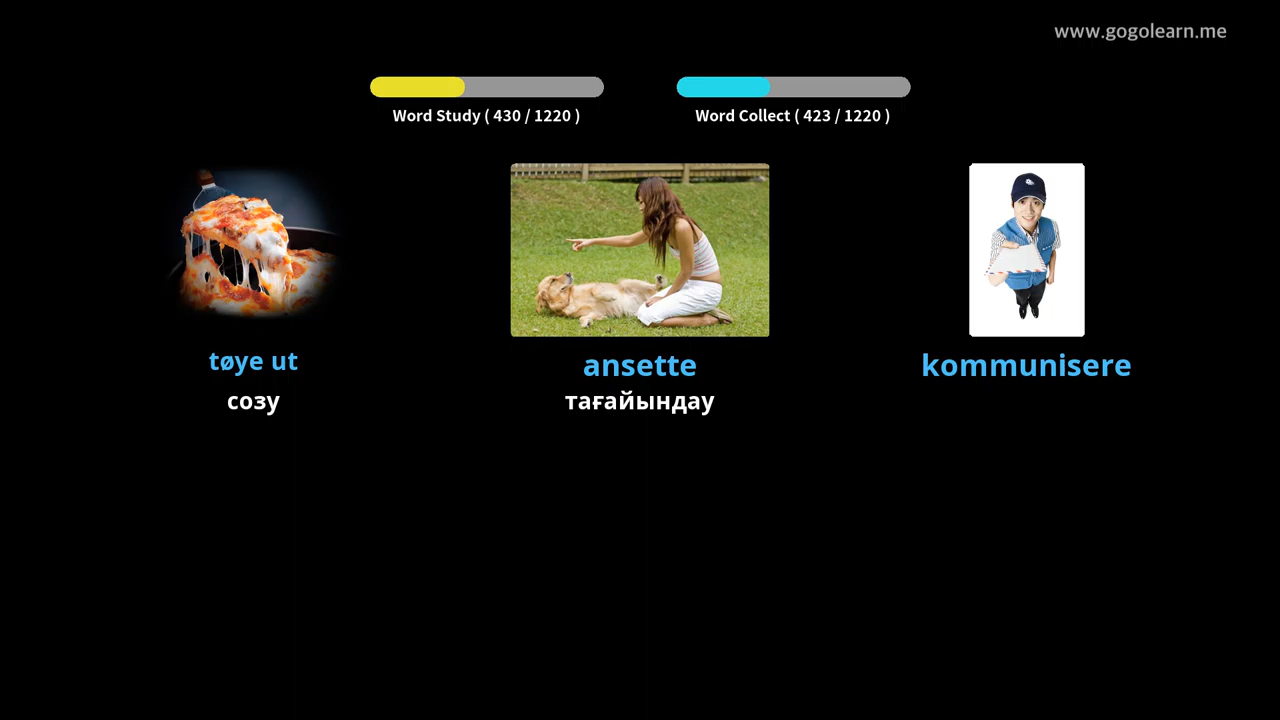 www.gogolearn.me
Word Study ( 430 / 1220 )
Word Collect ( 423 / 1220 )
tøye ut
созу
ansette
тағайындау
kommunisere